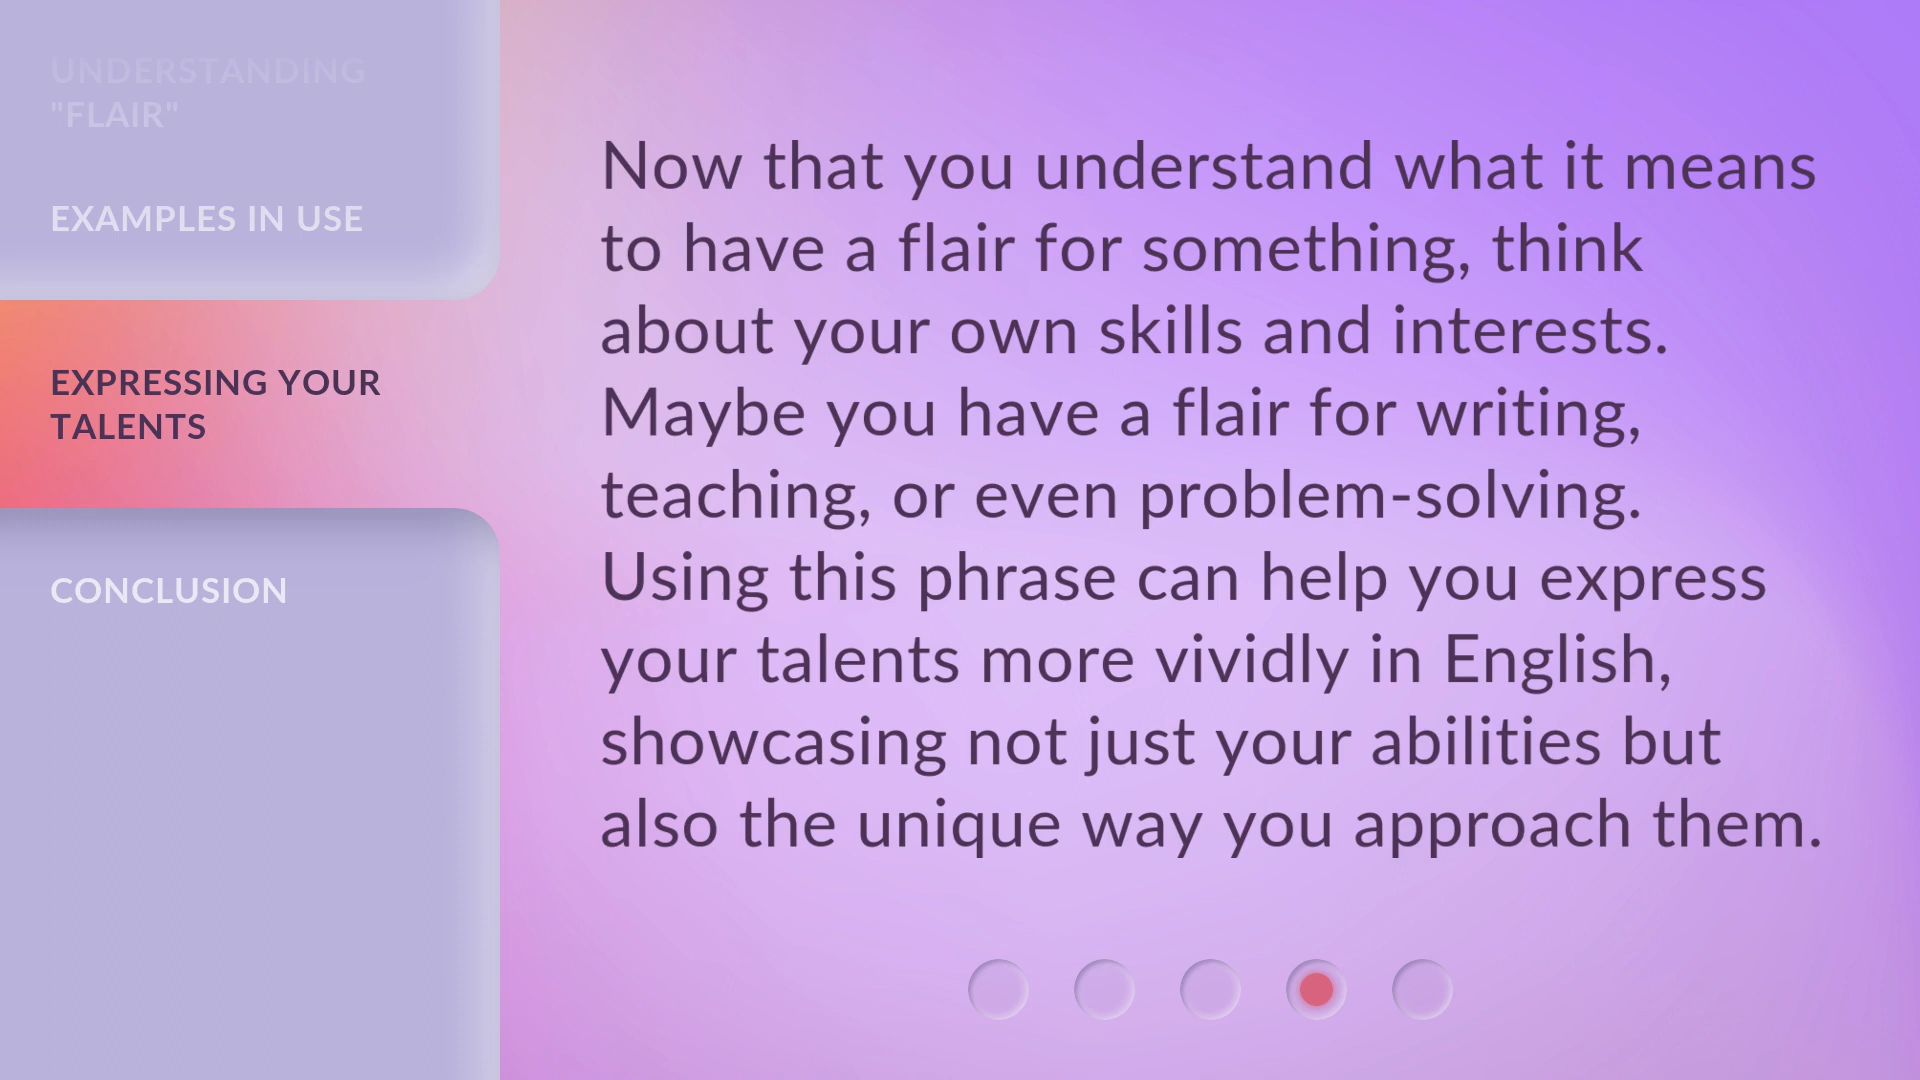 UNDERSTANDING
"FLAIR"
EXAMPLES IN USE
EXPRESSING YOUR
TALENTS
CONCLUSION
Now that you understand what it means
to have a flair for something, think
about your own skills and interests.
Maybe you have a flair for writing,
teaching, or even problem-solving.
Using this phrase can help you express
your talents more vividly in English,
showcasing not just your abilities but
also the unique way you approach them.